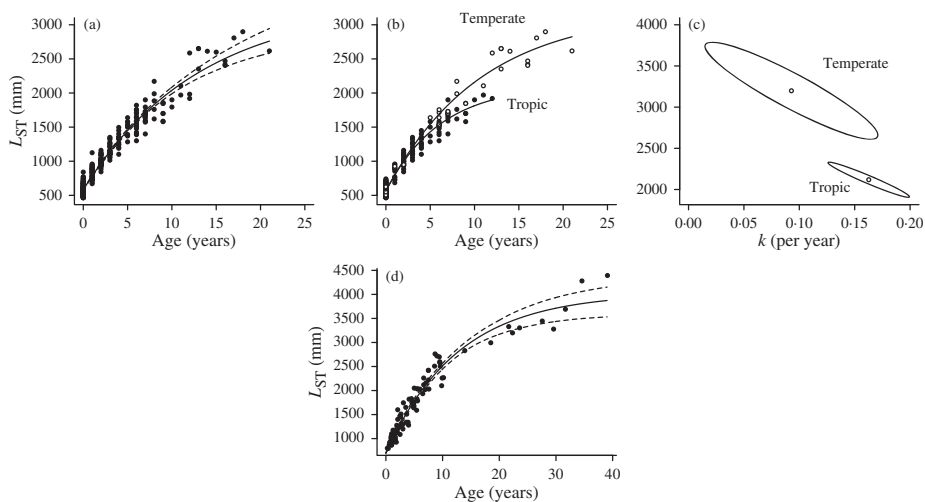 (a)
3000
2500
2000
1500
1000
500
L_ST (mm)
0 5 10 15 20 25
Age (years)
(b)
Temperate
Tropic
3000
2500
2000
1500
1000
500
0 5 10 15 20 25
Age (years)
(c)
4000
3500
3000
2500
2000
Temperate
Tropic
0·00 0·05 0·10 0·15 0·20
k (per year)
(d)
4500
4000
3500
3000
2500
2000
1500
1000
L_ST (mm)
0 10 20 30 40
Age (years)